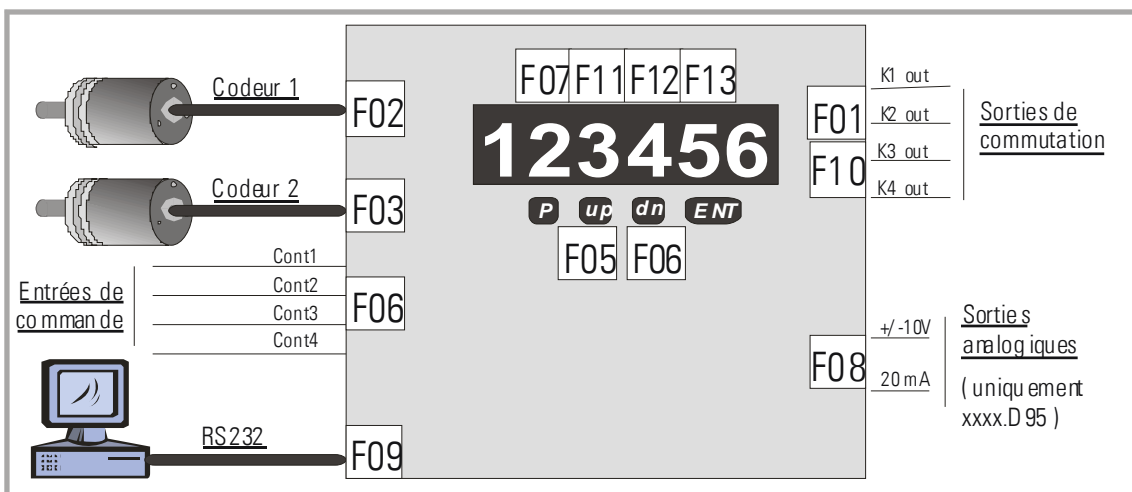 Codeur 1
F02
Codeur 2
F03
Entrées de
commande
Cont1
Cont2
Cont3
Cont4
F06
RS232
F09
F07 F11 F12 F13
123456
P up dn ENT
F05 F06
F01
F10
K1 out
K2 out
K3 out
K4 out
Sorties de
commutation
F08
+/-10V
20mA
Sorties
analogiques
(uniquement
xxxx.D95)